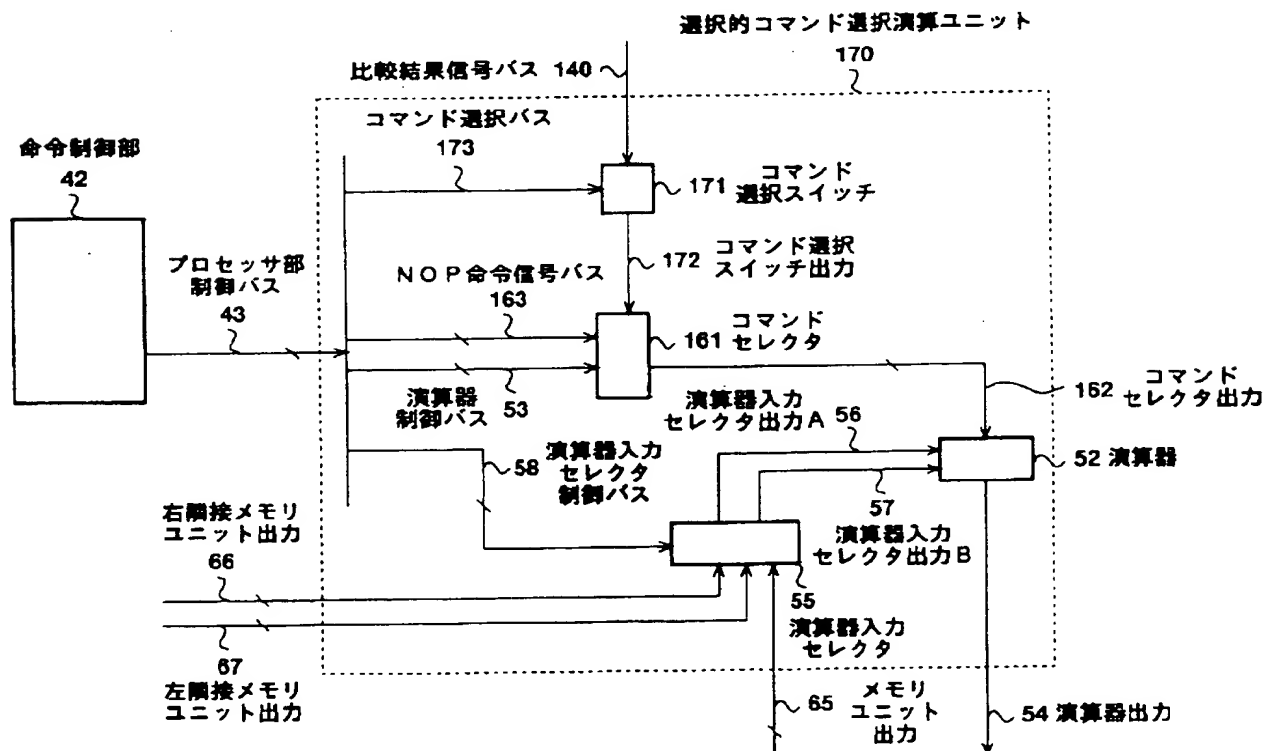 選択的コマンド選択演算ユニット
170
比較結果信号バス 140
コマンド選択バス
173
命令制御部
42
171 コマンド
選択スイッチ
プロセッサ部
制御バス
43
172 コマンド選択
スイッチ出力
NOP命令信号バス
163
161 コマンド
セレクタ
演算器
制御バス
53
162 コマンド
セレクタ出力
演算器入力
セレクタ出力A
56
58
演算器入力
セレクタ
制御バス
52 演算器
57
演算器入力
セレクタ出力B
右隣接メモリ
ユニット出力
66
55
演算器入力
セレクタ
67
左隣接メモリ
ユニット出力
65
メモリ
ユニット
出力
54 演算器出力